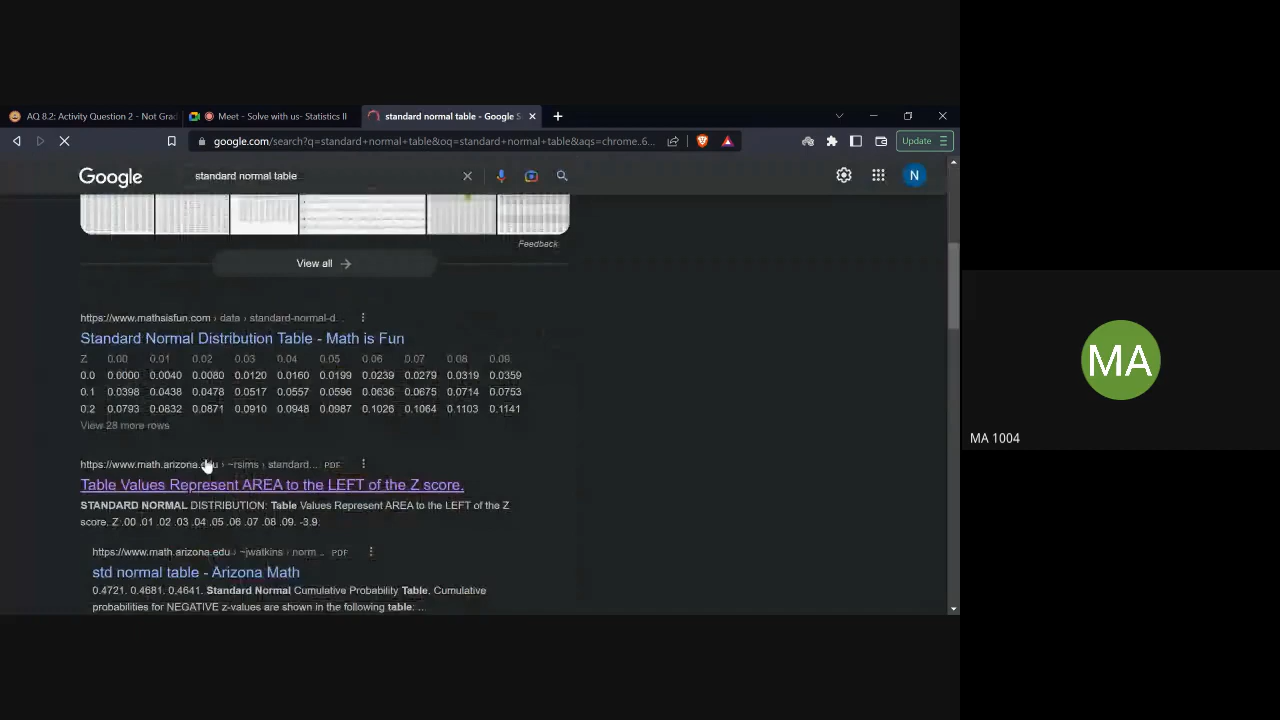 AQ 8.2: Activity Question 2 - Not Grad
Meet - Solve with us- Statistics II
standard normal table - Google S
google.com/search?q=standard+normal+table&oq=standard+normal+table&aqs=chrome..6...
Update
Google
standard normal table
N
Feedback
View all
https://www.mathsisfun.com › data › standard-normal-d...
Standard Normal Distribution Table - Math is Fun
Z 0.00 0.01 0.02 0.03 0.04 0.05 0.06 0.07 0.08 0.09
0.0 0.0000 0.0040 0.0080 0.0120 0.0160 0.0199 0.0239 0.0279 0.0319 0.0359
0.1 0.0398 0.0438 0.0478 0.0517 0.0557 0.0596 0.0636 0.0675 0.0714 0.0753
0.2 0.0793 0.0832 0.0871 0.0910 0.0948 0.0987 0.1026 0.1064 0.1103 0.1141
View 28 more rows
https://www.math.arizona.edu › ~rsims › standard... PDF
Table Values Represent AREA to the LEFT of the Z score.
STANDARD NORMAL DISTRIBUTION: Table Values Represent AREA to the LEFT of the Z
score. Z .00 .01 .02 .03 .04 .05 .06 .07 .08 .09. -3.9.
https://www.math.arizona.edu › ~jwatkins › norm... PDF
std normal table - Arizona Math
0.4721. 0.4681. 0.4641. Standard Normal Cumulative Probability Table. Cumulative
probabilities for NEGATIVE z-values are shown in the following table: ...
MA
MA 1004